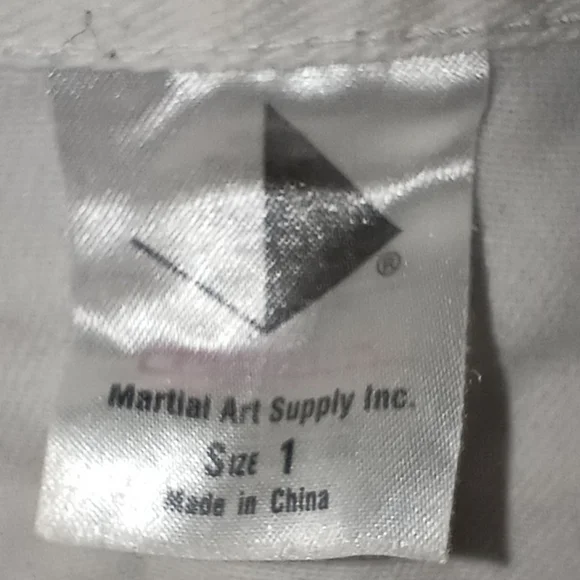 ®
Martial Art Supply Inc.
Size 1
Made in China